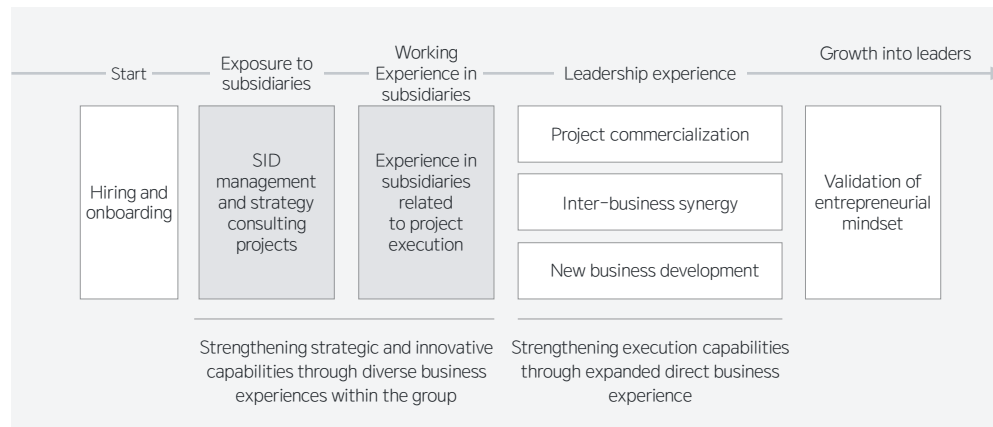 Start
Exposure to
subsidiaries
Working
Experience in
subsidiaries
Leadership experience
Growth into leaders
Hiring and
onboarding
SID
management
and strategy
consulting
projects
Experience in
subsidiaries
related
to project
execution
Project commercialization
Inter-business synergy
New business development
Validation of
entrepreneurial
mindset
Strengthening strategic and innovative
capabilities through diverse business
experiences within the group
Strengthening execution capabilities
through expanded direct business
experience